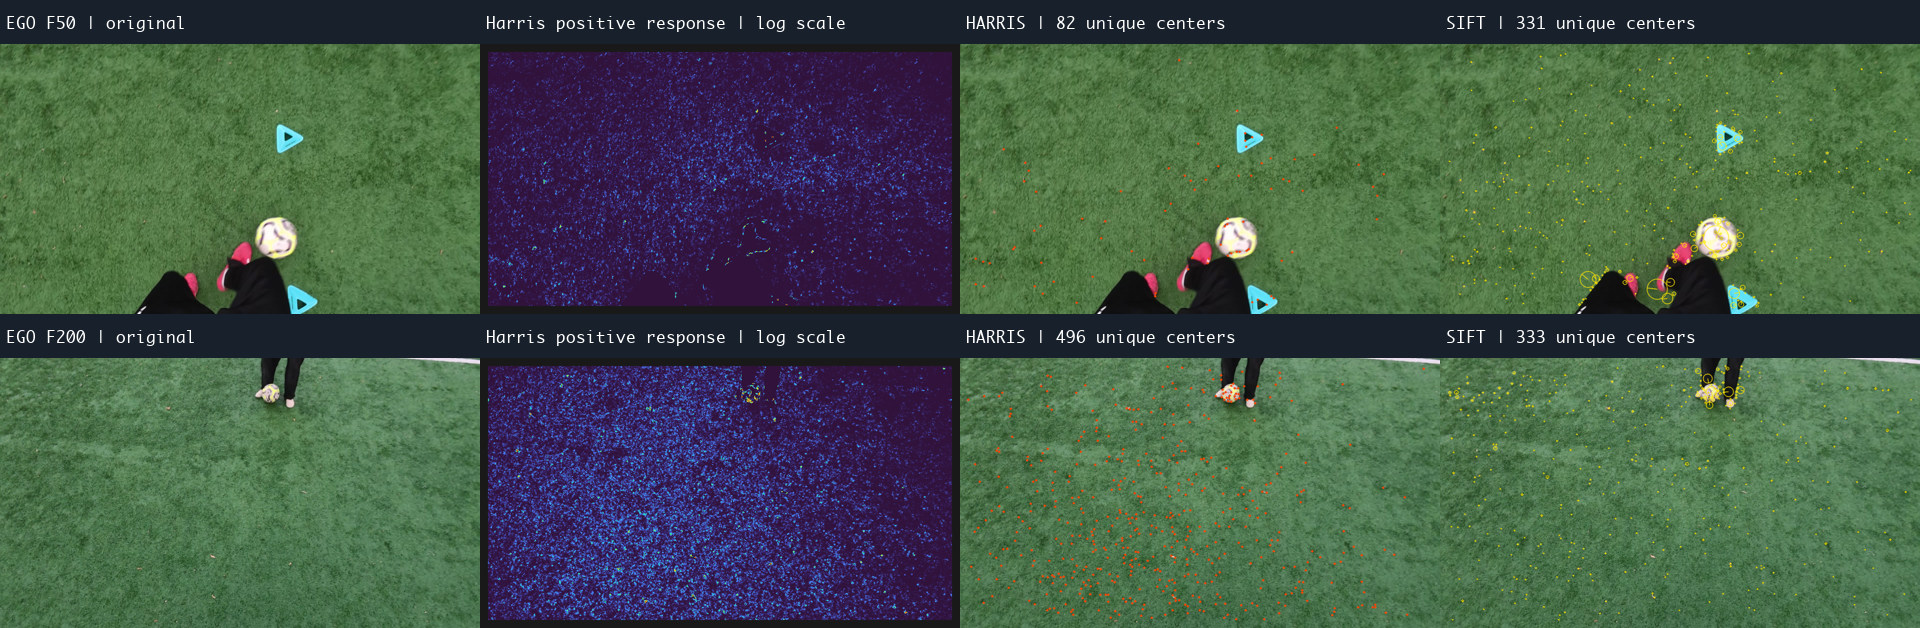 EGO F50 | original
Harris positive response | log scale
HARRIS | 82 unique centers
SIFT | 331 unique centers
EGO F200 | original
Harris positive response | log scale
HARRIS | 496 unique centers
SIFT | 333 unique centers